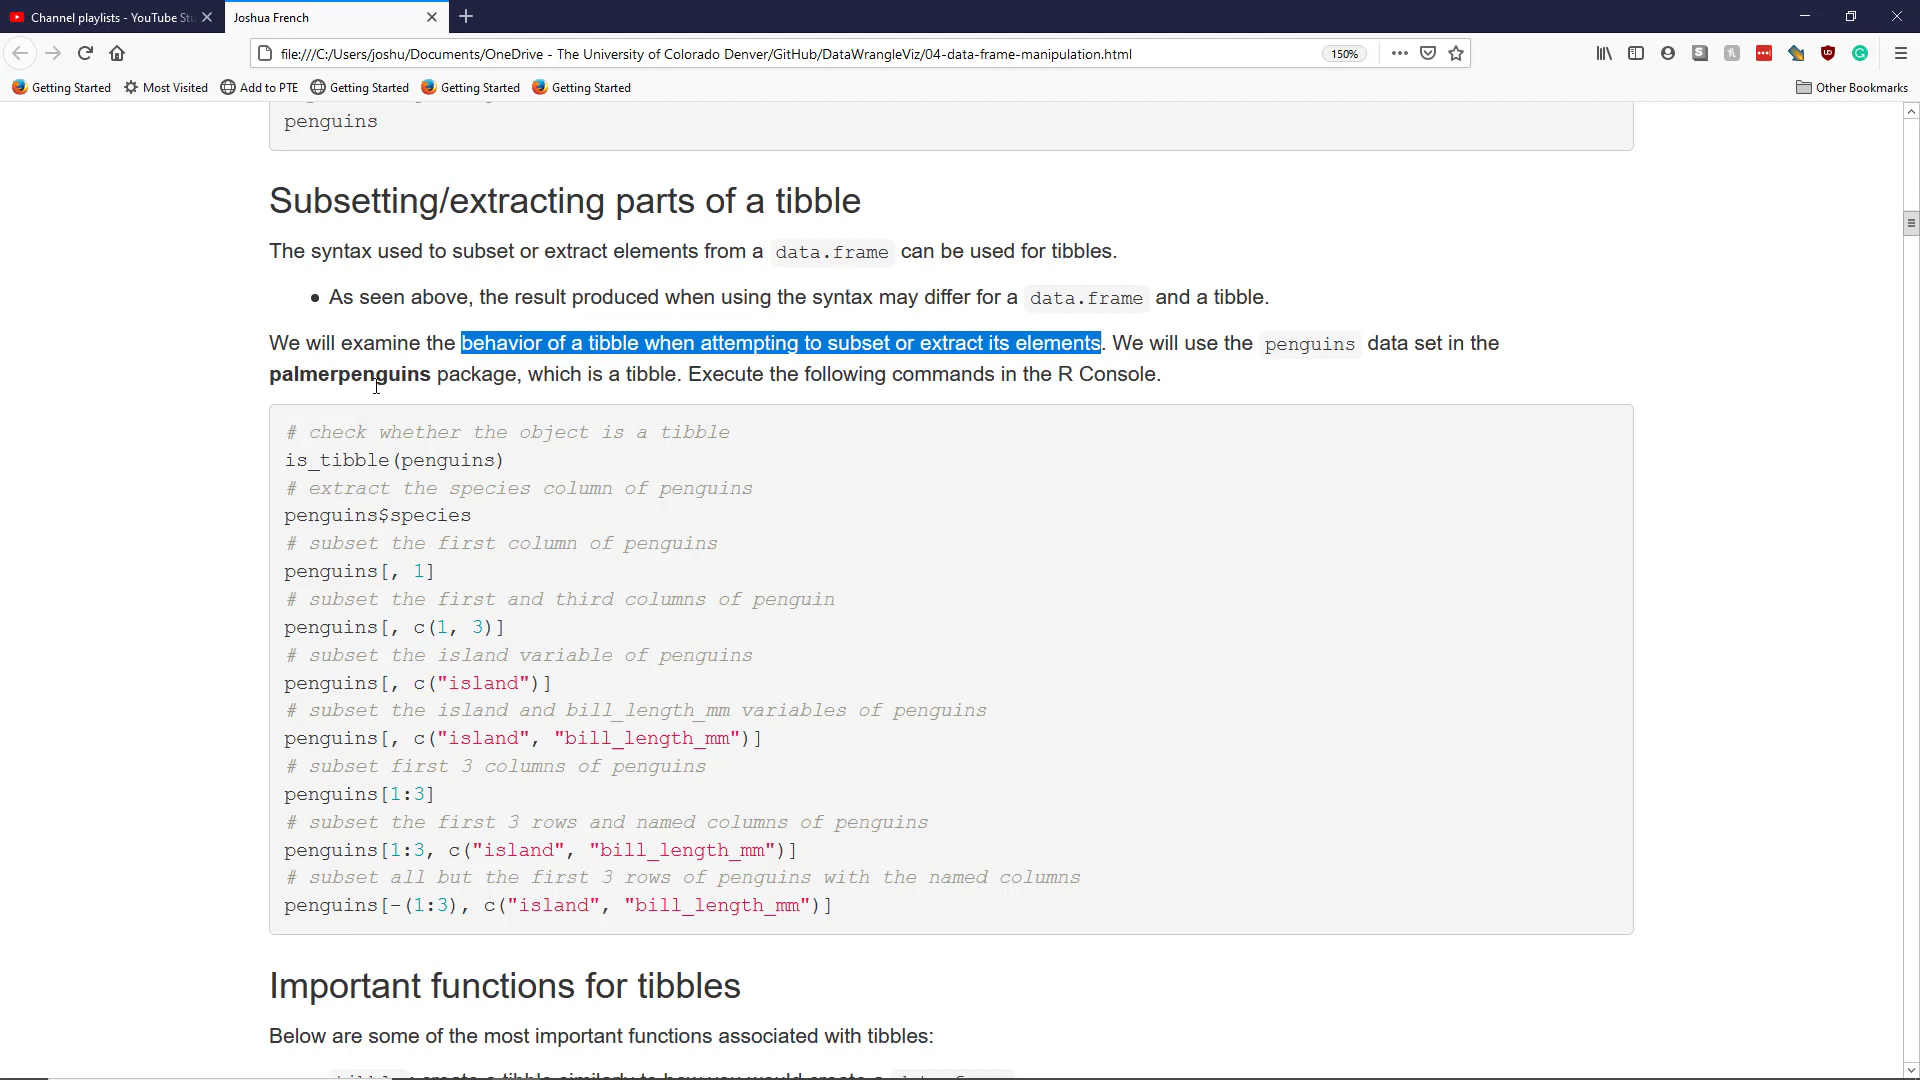 Channel playlists - YouTube Stu
Joshua French
file:///C:/Users/joshu/Documents/OneDrive - The University of Colorado Denver/GitHub/DataWrangleViz/04-data-frame-manipulation.html
150%
Getting Started
Most Visited
Add to PTE
Getting Started
Getting Started
Getting Started
Other Bookmarks
penguins
Subsetting/extracting parts of a tibble
The syntax used to subset or extract elements from a data.frame can be used for tibbles.
• As seen above, the result produced when using the syntax may differ for a data.frame and a tibble.
We will examine the behavior of a tibble when attempting to subset or extract its elements. We will use the penguins data set in the
palmerpenguins package, which is a tibble. Execute the following commands in the R Console.
# check whether the object is a tibble
is_tibble(penguins)
# extract the species column of penguins
penguins$species
# subset the first column of penguins
penguins[, 1]
# subset the first and third columns of penguin
penguins[, c(1, 3)]
# subset the island variable of penguins
penguins[, c("island")]
# subset the island and bill_length_mm variables of penguins
penguins[, c("island", "bill_length_mm")]
# subset first 3 columns of penguins
penguins[1:3]
# subset the first 3 rows and named columns of penguins
penguins[1:3, c("island", "bill_length_mm")]
# subset all but the first 3 rows of penguins with the named columns
penguins[-(1:3), c("island", "bill_length_mm")]
Important functions for tibbles
Below are some of the most important functions associated with tibbles: